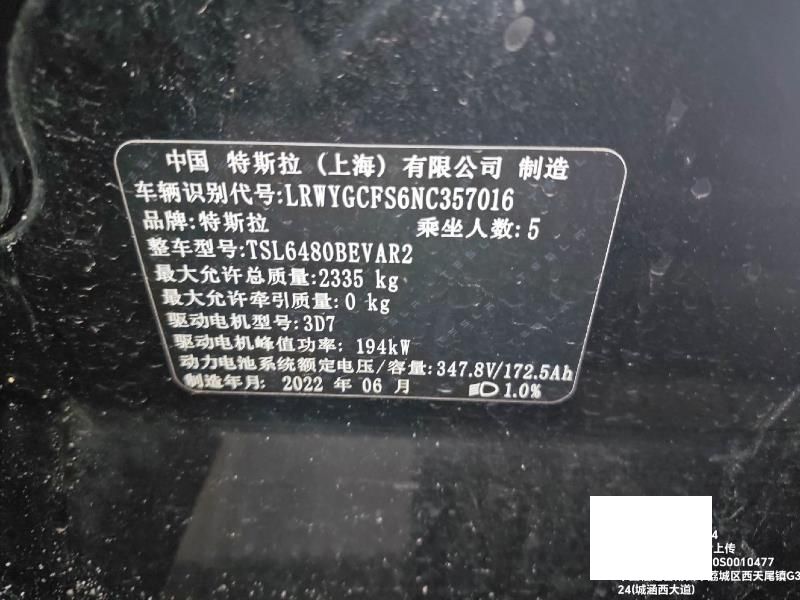 中国 特斯拉 (上海) 有限公司 制造
车辆识别代号:LRWYGCFS6NC357016
品牌:特斯拉 乘坐人数:5
整车型号:TSL6480BEVAR2
最大允许总质量:2335 kg
最大允许牵引质量:0 kg
驱动电机型号:3D7
驱动电机峰值功率: 194kW
动力电池系统额定电压/容量:347.8V/172.5Ah
制造年月: 2022 年 06 月 1.0%
4
上传
0S0010477
荔城区西天尾镇G3
24(城涵西大道)